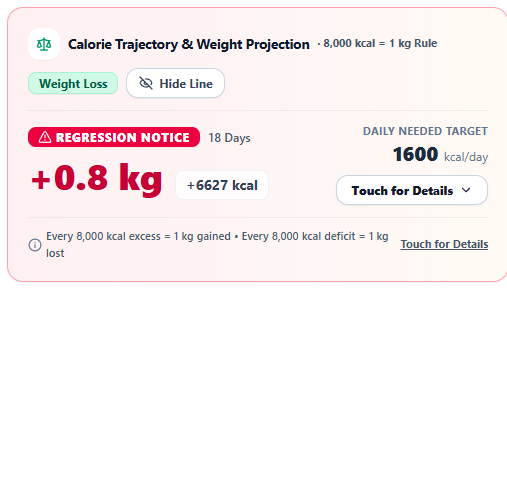 Calorie Trajectory & Weight Projection · 8,000 kcal = 1 kg Rule
Weight Loss Hide Line
REGRESSION NOTICE 18 Days
+0.8 kg +6627 kcal
DAILY NEEDED TARGET
1600 kcal/day
Touch for Details
Every 8,000 kcal excess = 1 kg gained • Every 8,000 kcal deficit = 1 kg
lost
Touch for Details